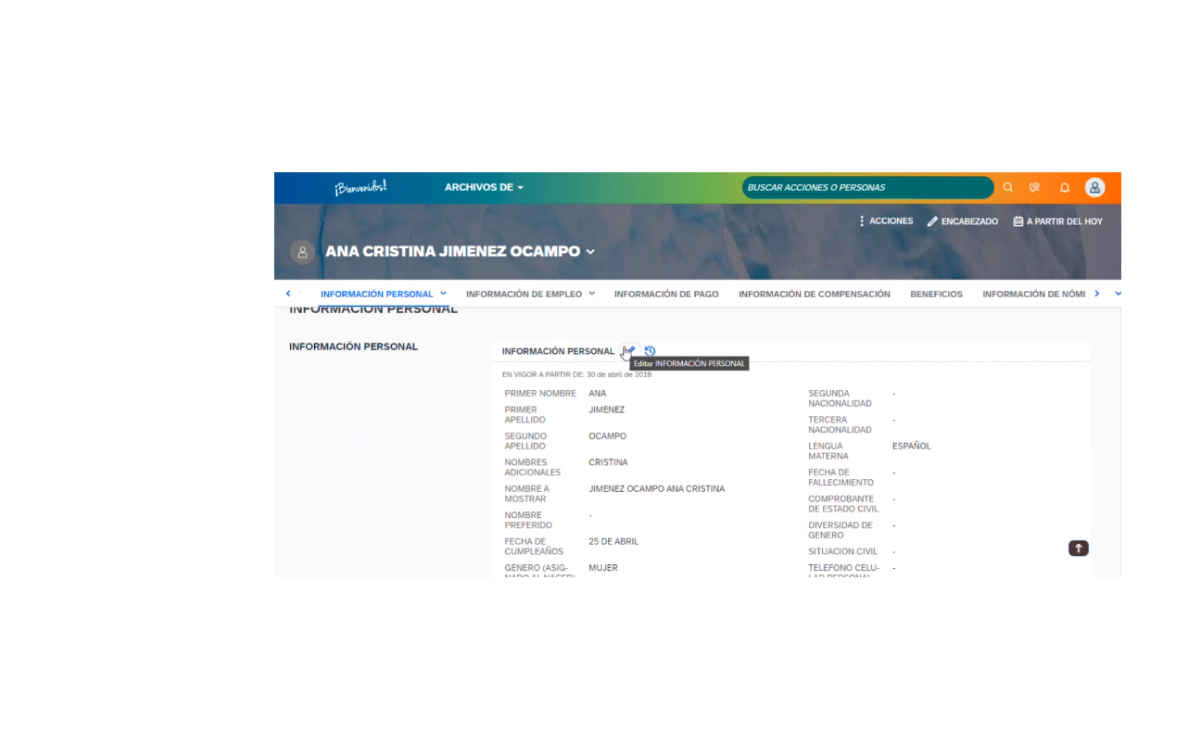 ¡Bienvenidos!
ARCHIVOS DE
BUSCAR ACCIONES O PERSONAS
ACCIONES
ENCABEZADO
A PARTIR DEL HOY
ANA CRISTINA JIMENEZ OCAMPO
INFORMACIÓN PERSONAL
INFORMACIÓN DE EMPLEO
INFORMACIÓN DE PAGO
INFORMACIÓN DE COMPENSACIÓN
BENEFICIOS
INFORMACIÓN DE NÓMI
INFORMACIÓN PERSONAL
INFORMACIÓN PERSONAL
INFORMACIÓN PERSONAL
Editar INFORMACIÓN PERSONAL
EN VIGOR A PARTIR DE: 30 de abril de 2018
PRIMER NOMBRE ANA
PRIMER JIMENEZ
APELLIDO
SEGUNDO OCAMPO
APELLIDO
NOMBRES CRISTINA
ADICIONALES
NOMBRE A JIMENEZ OCAMPO ANA CRISTINA
MOSTRAR
NOMBRE -
PREFERIDO
FECHA DE 25 DE ABRIL
CUMPLEAÑOS
GENERO (ASIG- MUJER
NADO AL NACER)
SEGUNDA -
NACIONALIDAD
TERCERA -
NACIONALIDAD
LENGUA ESPAÑOL
MATERNA
FECHA DE -
FALLECIMIENTO
COMPROBANTE -
DE ESTADO CIVIL
DIVERSIDAD DE -
GENERO
SITUACION CIVIL -
TELEFONO CELU- -
LAR PERSONAL